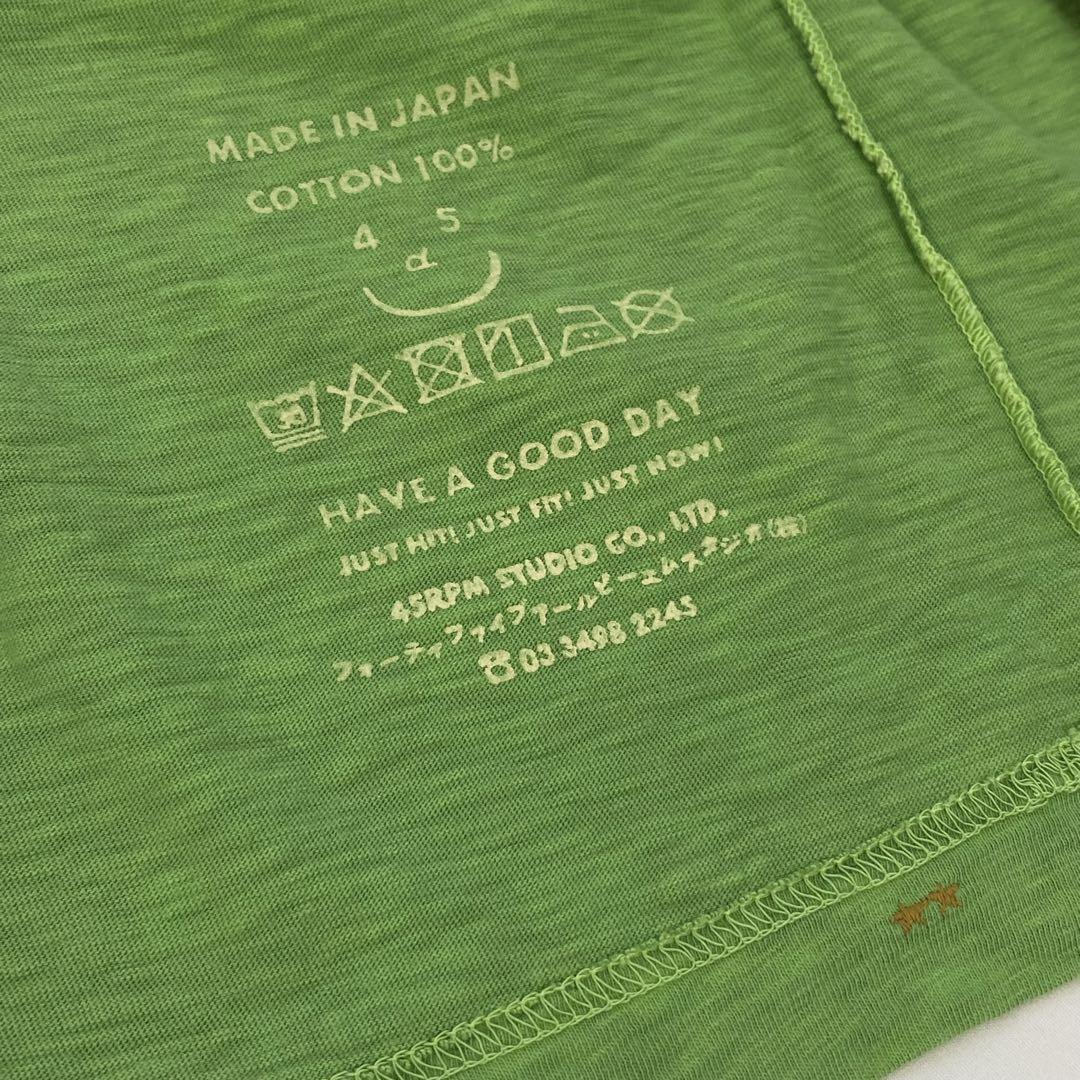 MADE IN JAPAN
COTTON 100%
4 5
R
HAVE A GOOD DAY
JUST HIT! JUST FIT! JUST NOW!
45RPM STUDIO CO., LTD.
フォーティファイブアールピーエムスタジオ(株)
☎03 3498 2245